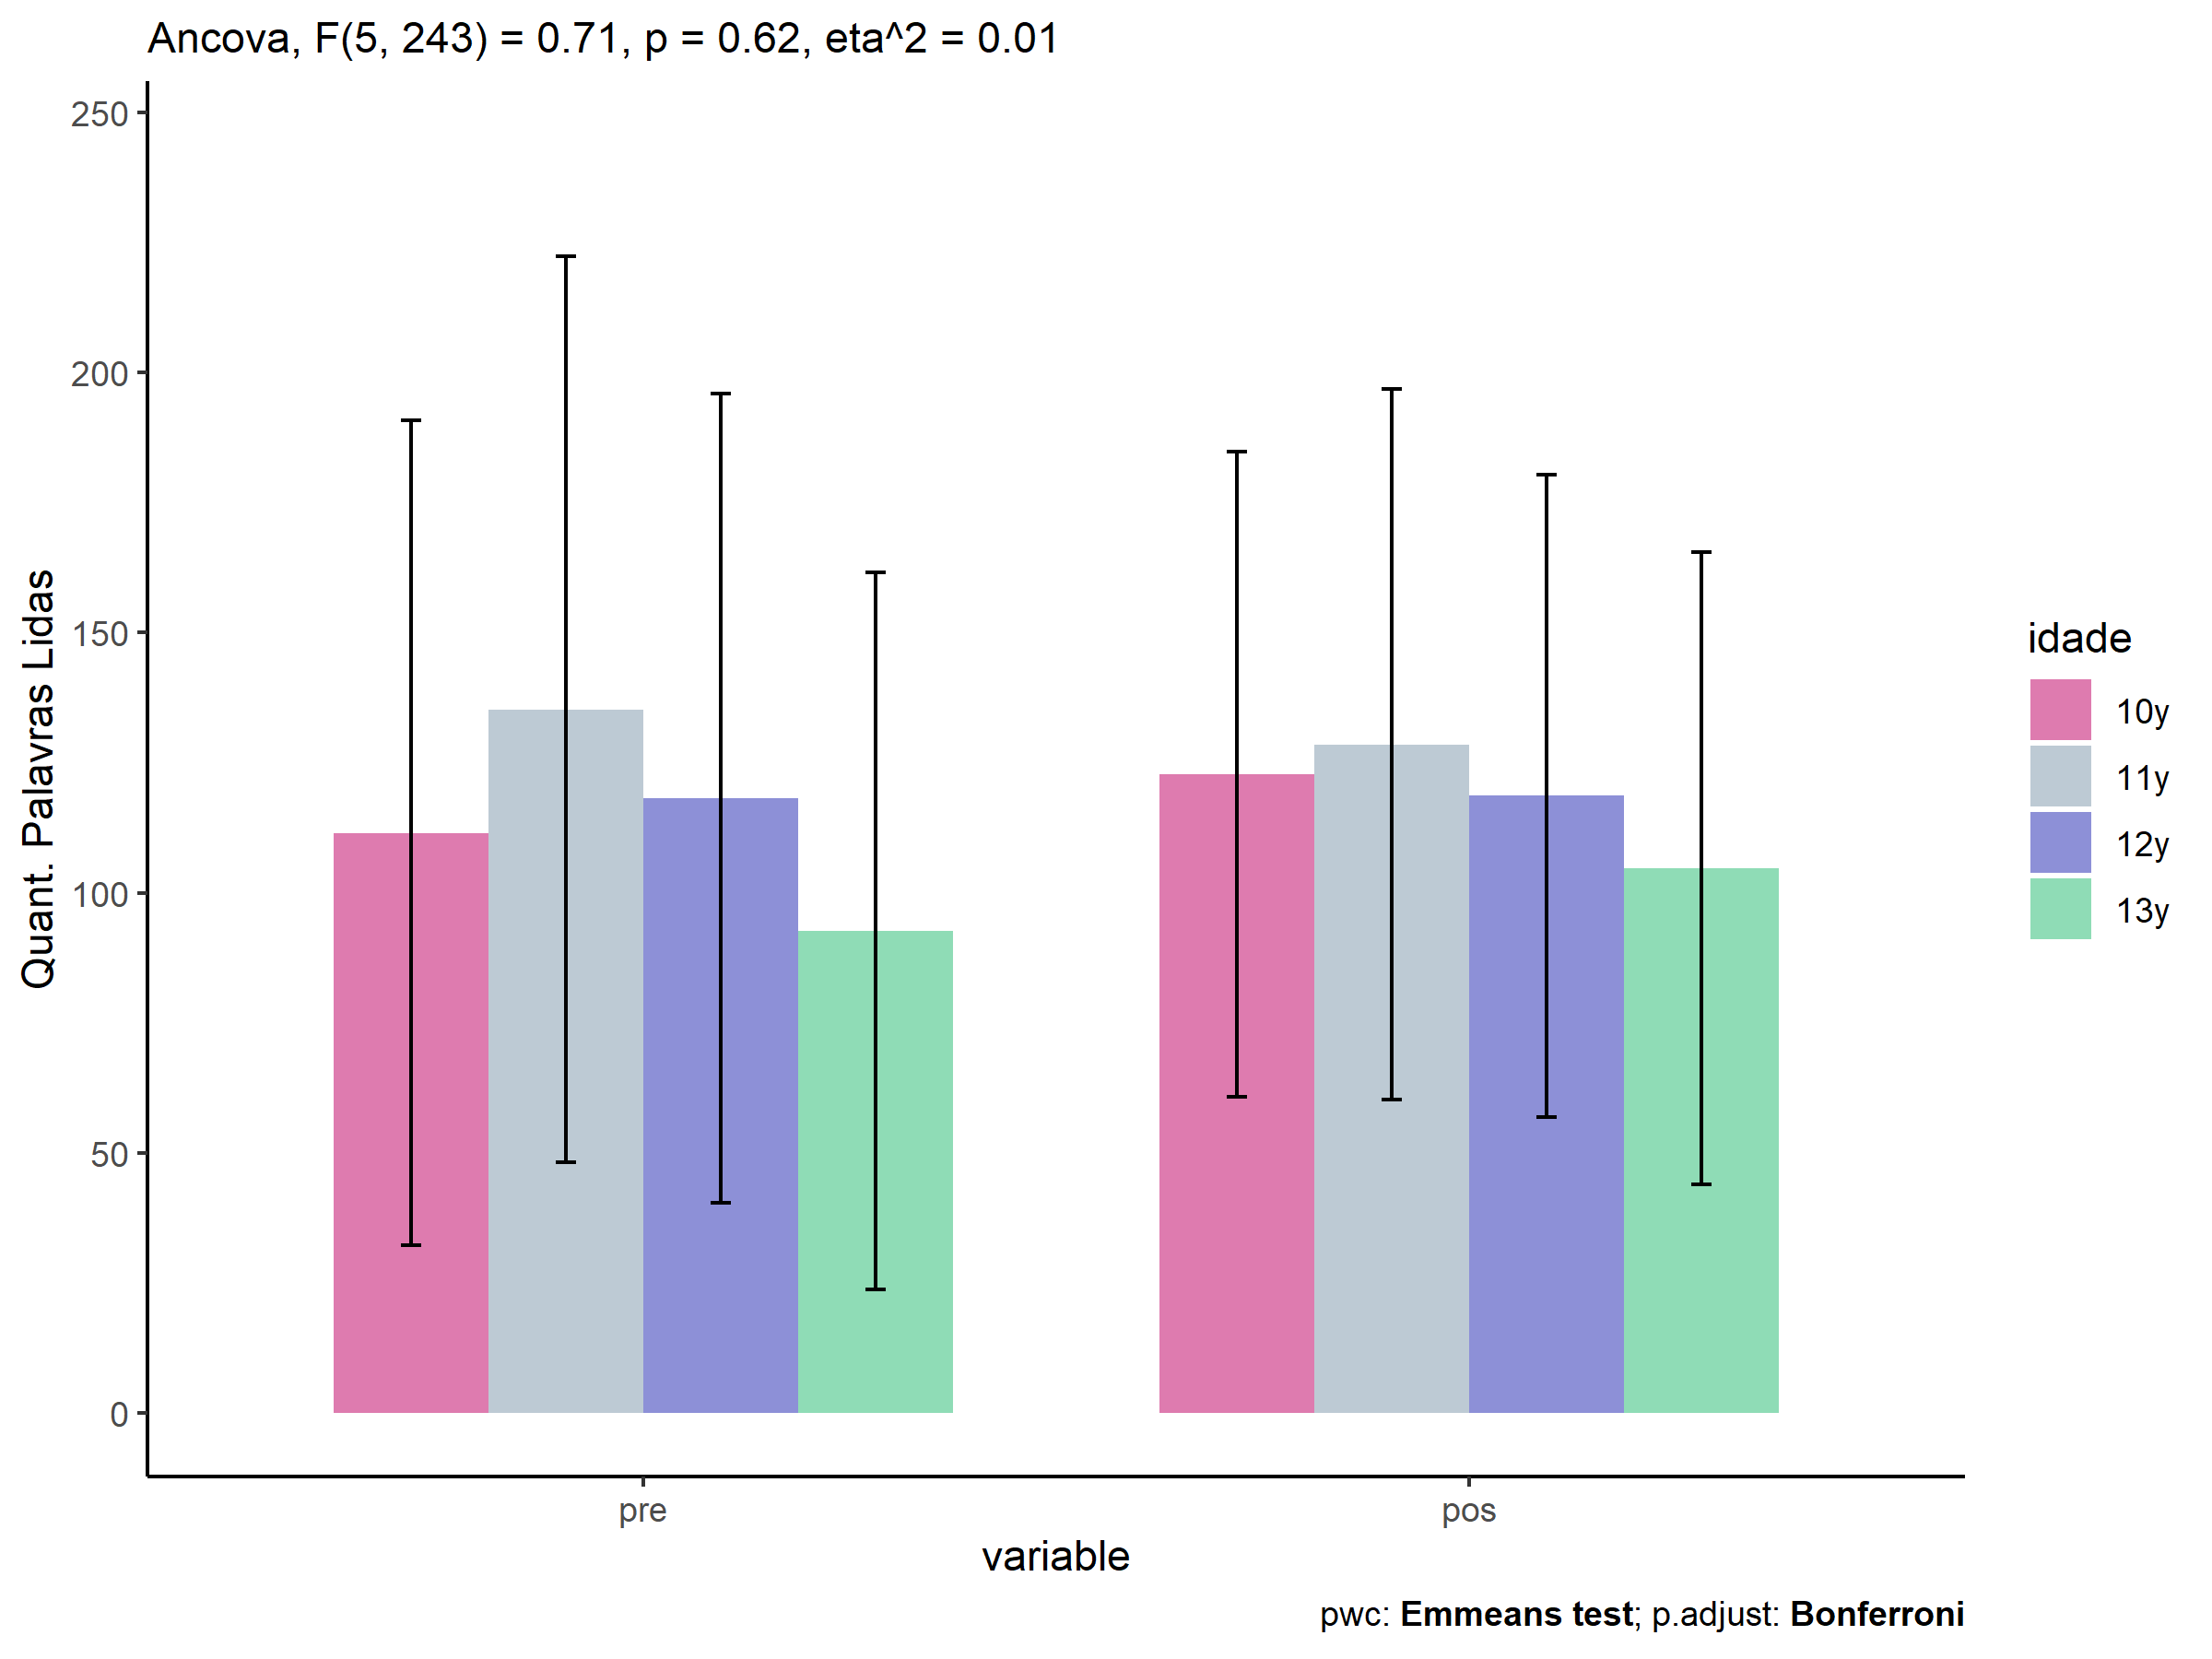 Ancova, F(5, 243) = 0.71, p = 0.62, eta^2 = 0.01
250
200
150
100
50
0
Quant. Palavras Lidas
pre
pos
variable
idade
10y
11y
12y
13y
pwc: Emmeans test; p.adjust: Bonferroni